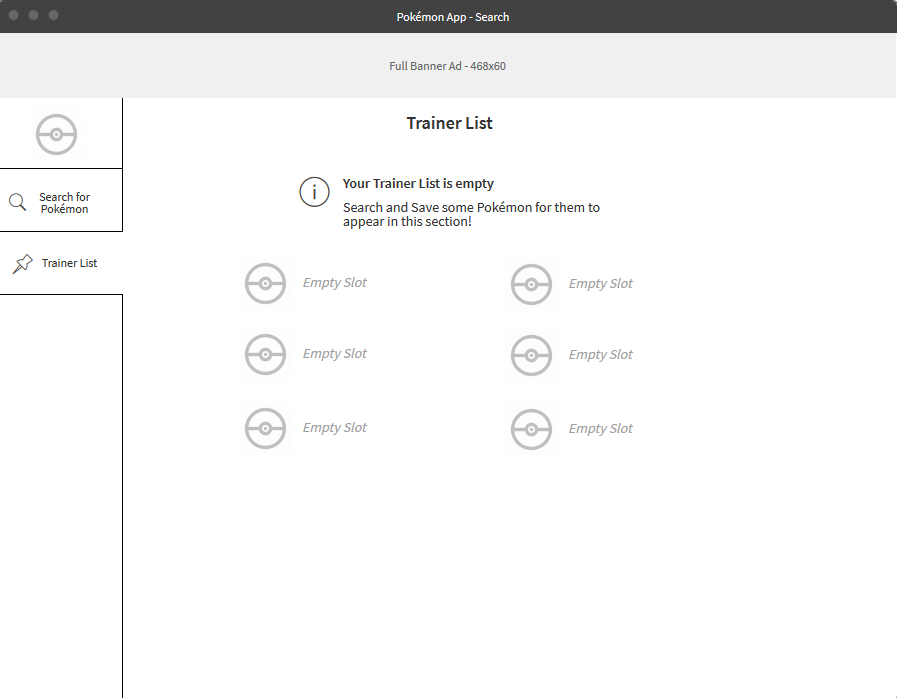 Pokémon App - Search
Full Banner Ad - 468x60
Trainer List
Search for
Pokémon
Trainer List
Your Trainer List is empty
Search and Save some Pokémon for them to
appear in this section!
Empty Slot
Empty Slot
Empty Slot
Empty Slot
Empty Slot
Empty Slot